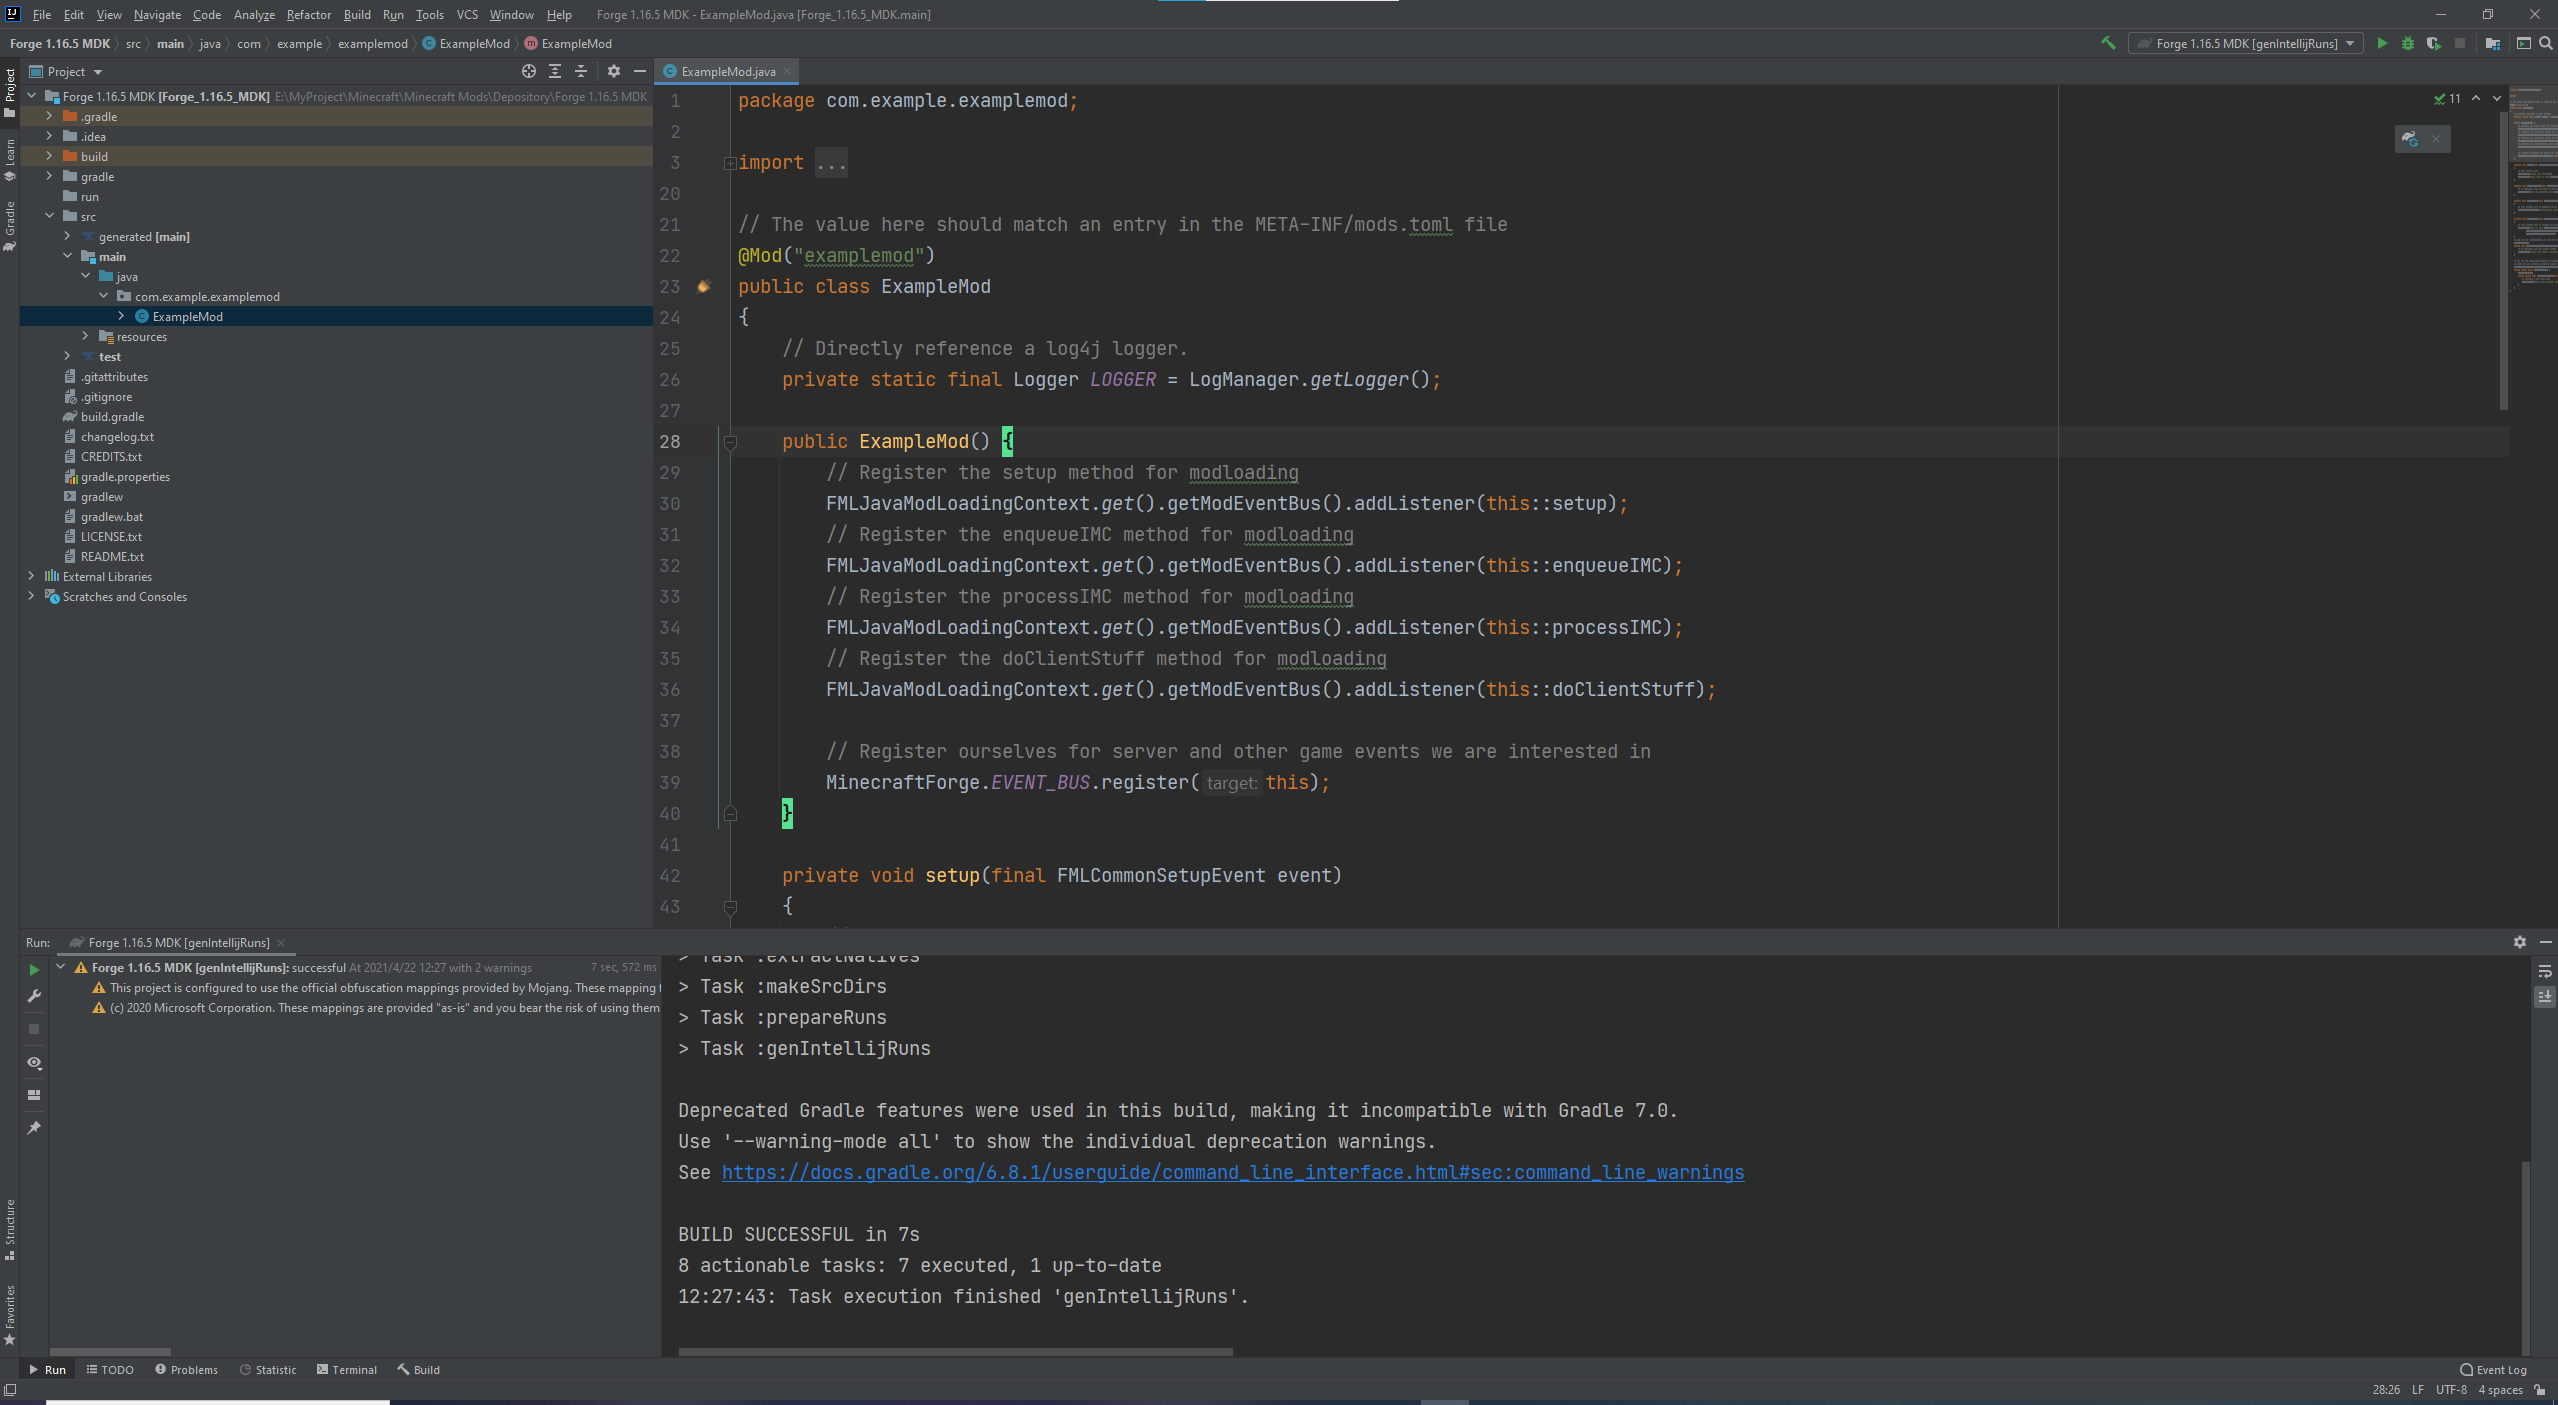 File Edit View Navigate Code Analyze Refactor Build Run Tools VCS Window Help Forge 1.16.5 MDK - ExampleMod.java [Forge_1.16.5_MDK.main]
Forge 1.16.5 MDK src main java com example examplemod ExampleMod ExampleMod
Forge 1.16.5 MDK [genIntellijRuns]
Project
ExampleMod.java
Project
Learn
Gradle
Structure
Favorites
Forge 1.16.5 MDK [Forge_1.16.5_MDK] E:\MyProject\Minecraft\Minecraft Mods\Depository\Forge 1.16.5 MDK
.gradle
.idea
build
gradle
run
src
generated [main]
main
java
com.example.examplemod
ExampleMod
resources
test
.gitattributes
.gitignore
build.gradle
changelog.txt
CREDITS.txt
gradle.properties
gradlew
gradlew.bat
LICENSE.txt
README.txt
External Libraries
Scratches and Consoles
11
1 package com.example.examplemod;
2
3 import ...
20
21 // The value here should match an entry in the META-INF/mods.toml file
22 @Mod("examplemod")
23 public class ExampleMod
24 {
25 // Directly reference a log4j logger.
26 private static final Logger LOGGER = LogManager.getLogger();
27
28 public ExampleMod() {
29 // Register the setup method for modloading
30 FMLJavaModLoadingContext.get().getModEventBus().addListener(this::setup);
31 // Register the enqueueIMC method for modloading
32 FMLJavaModLoadingContext.get().getModEventBus().addListener(this::enqueueIMC);
33 // Register the processIMC method for modloading
34 FMLJavaModLoadingContext.get().getModEventBus().addListener(this::processIMC);
35 // Register the doClientStuff method for modloading
36 FMLJavaModLoadingContext.get().getModEventBus().addListener(this::doClientStuff);
37
38 // Register ourselves for server and other game events we are interested in
39 MinecraftForge.EVENT_BUS.register( target: this);
40 }
41
42 private void setup(final FMLCommonSetupEvent event)
43 {
Run: Forge 1.16.5 MDK [genIntellijRuns]
Forge 1.16.5 MDK [genIntellijRuns]: successful At 2021/4/22 12:27 with 2 warnings 7 sec, 572 ms
This project is configured to use the official obfuscation mappings provided by Mojang. These mapping f
(c) 2020 Microsoft Corporation. These mappings are provided "as-is" and you bear the risk of using them
> Task :extractNatives
> Task :makeSrcDirs
> Task :prepareRuns
> Task :genIntellijRuns
Deprecated Gradle features were used in this build, making it incompatible with Gradle 7.0.
Use '--warning-mode all' to show the individual deprecation warnings.
See https://docs.gradle.org/6.8.1/userguide/command_line_interface.html#sec:command_line_warnings
BUILD SUCCESSFUL in 7s
8 actionable tasks: 7 executed, 1 up-to-date
12:27:43: Task execution finished 'genIntellijRuns'.
Run TODO Problems Statistic Terminal Build Event Log
28:26 LF UTF-8 4 spaces